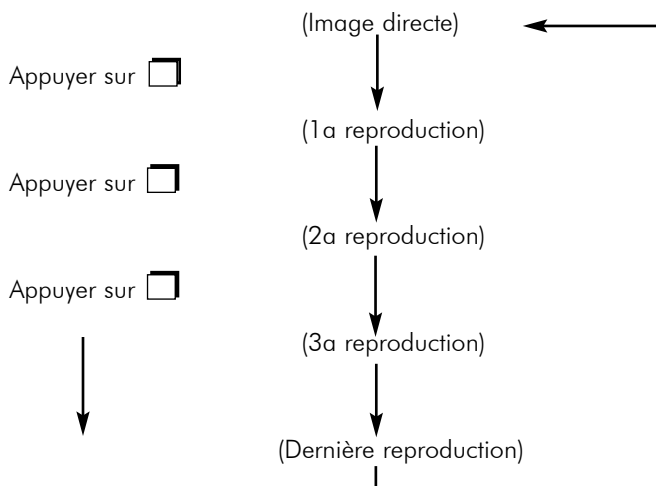 (Image directe)
Appuyer sur
(1a reproduction)
Appuyer sur
(2a reproduction)
Appuyer sur
(3a reproduction)
(Dernière reproduction)